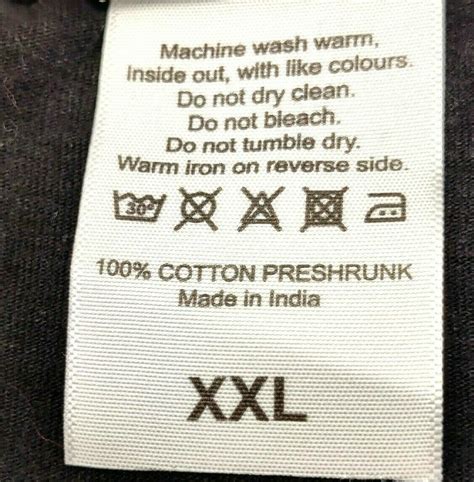 Machine wash warm,
Inside out, with like colours.
Do not dry clean.
Do not bleach.
Do not tumble dry.
Warm iron on reverse side.
30°
100% COTTON PRESHRUNK
Made in India
XXL